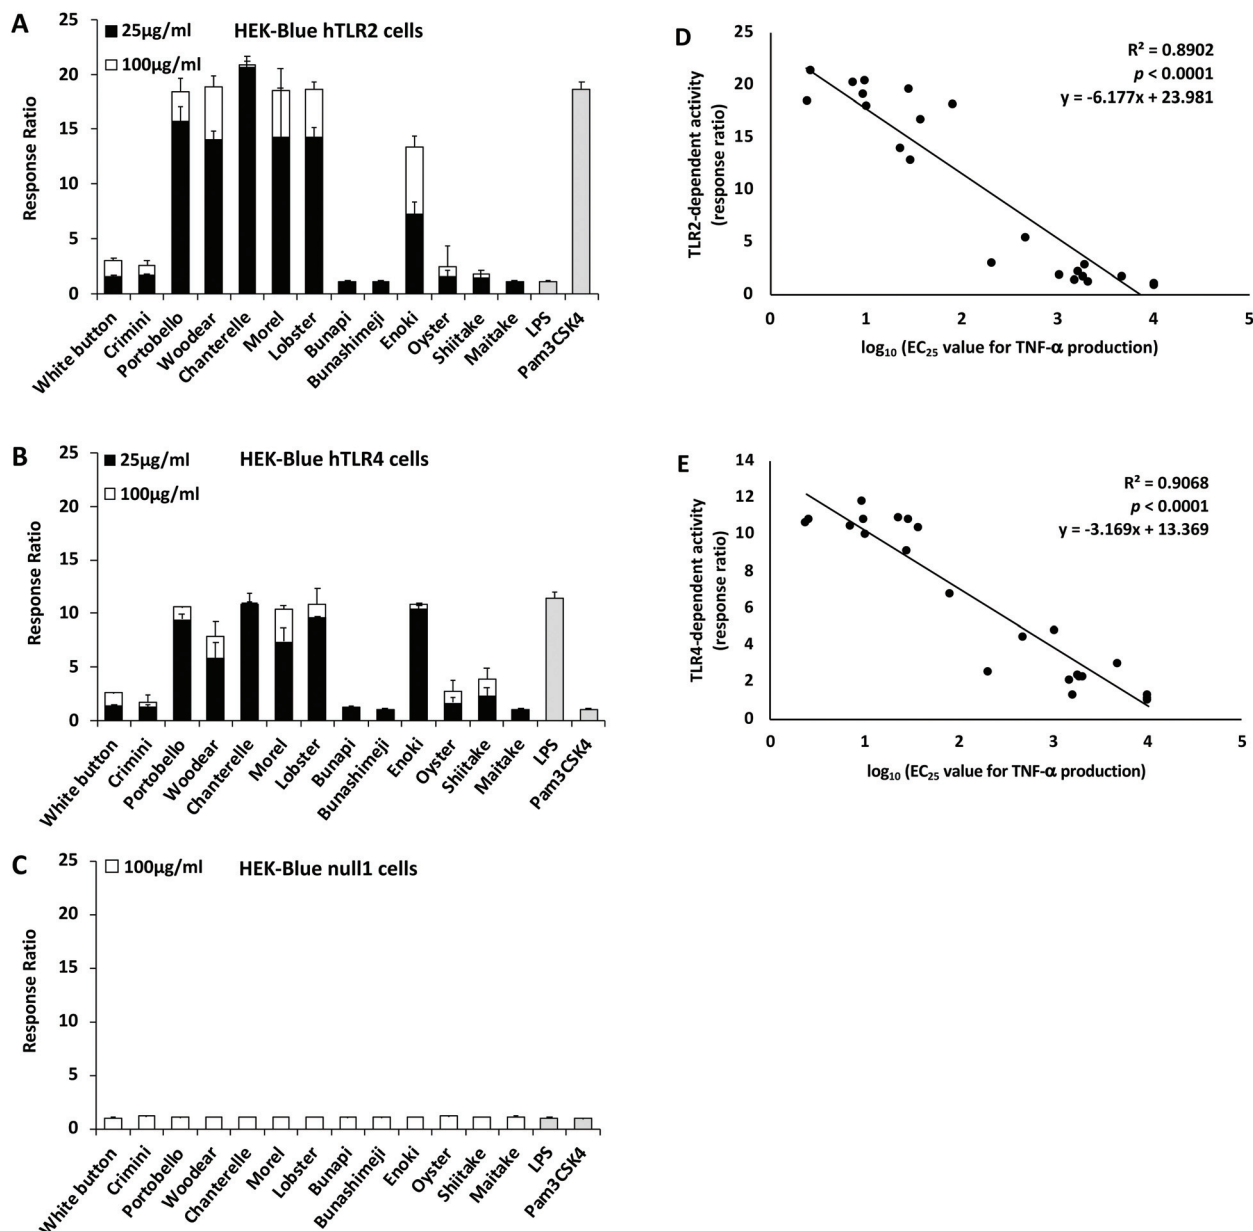 A
25µg/ml
HEK-Blue hTLR2 cells
100µg/ml
Response Ratio
25
20
15
10
5
0
White button
Crimini
Portobello
Woodear
Chanterelle
Morel
Lobster
Bunapi
Bunashimeji
Enoki
Oyster
Shiitake
Maitake
LPS
Pam3CSK4
D
R² = 0.8902
p < 0.0001
y = -6.177x + 23.981
TLR2-dependent activity
(response ratio)
25
20
15
10
5
0
0 1 2 3 4 5
log₁₀ (EC₂₅ value for TNF-α production)
B
25µg/ml
HEK-Blue hTLR4 cells
100µg/ml
Response Ratio
25
20
15
10
5
0
White button
Crimini
Portobello
Woodear
Chanterelle
Morel
Lobster
Bunapi
Bunashimeji
Enoki
Oyster
Shiitake
Maitake
LPS
Pam3CSK4
E
R² = 0.9068
p < 0.0001
y = -3.169x + 13.369
TLR4-dependent activity
(response ratio)
14
12
10
8
6
4
2
0
0 1 2 3 4 5
log₁₀ (EC₂₅ value for TNF-α production)
C
100µg/ml
HEK-Blue null1 cells
Response Ratio
25
20
15
10
5
0
White button
Crimini
Portobello
Woodear
Chanterelle
Morel
Lobster
Bunapi
Bunashimeji
Enoki
Oyster
Shiitake
Maitake
LPS
Pam3CSK4